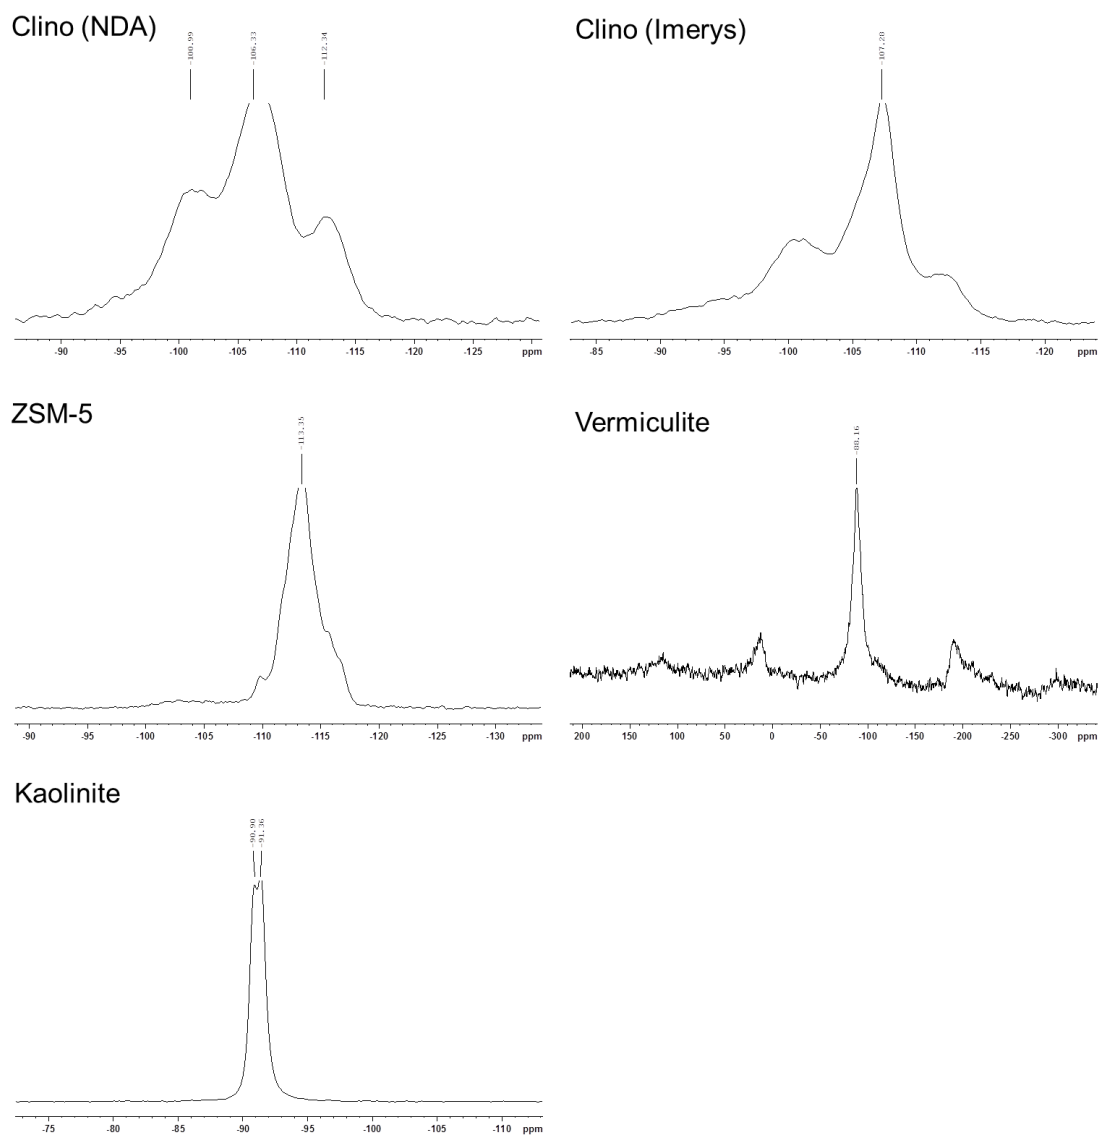 Clino (NDA)
-100.99
-106.33
-112.34
-90 -95 -100 -105 -110 -115 -120 -125 ppm
Clino (Imerys)
-107.20
-85 -90 -95 -100 -105 -110 -115 -120 ppm
ZSM-5
-113.35
-90 -95 -100 -105 -110 -115 -120 -125 -130 ppm
Vermiculite
-88.16
200 150 100 50 0 -50 -100 -150 -200 -250 -300 ppm
Kaolinite
-90.90
-91.36
-75 -80 -85 -90 -95 -100 -105 -110 ppm